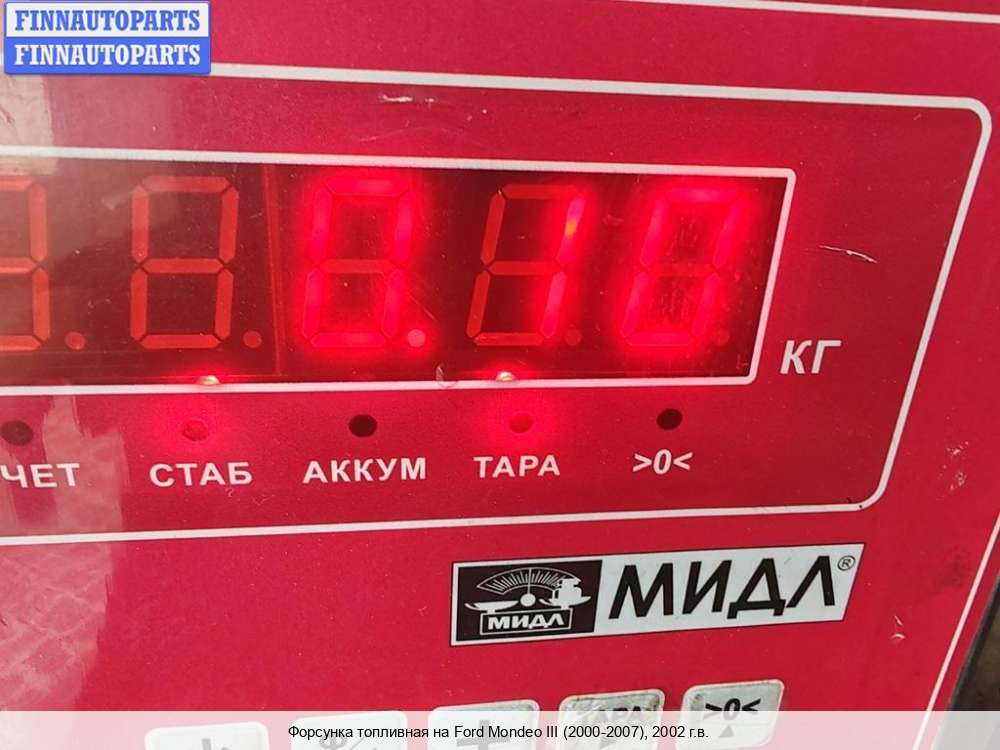 FINNAUTOPARTS
FINNAUTOPARTS
0.10
КГ
ЧЕТ СТАБ АККУМ ТАРА >0<
МИДЛ МИДЛ®
ТАРА >0<
Форсунка топливная на Ford Mondeo III (2000-2007), 2002 г.в.